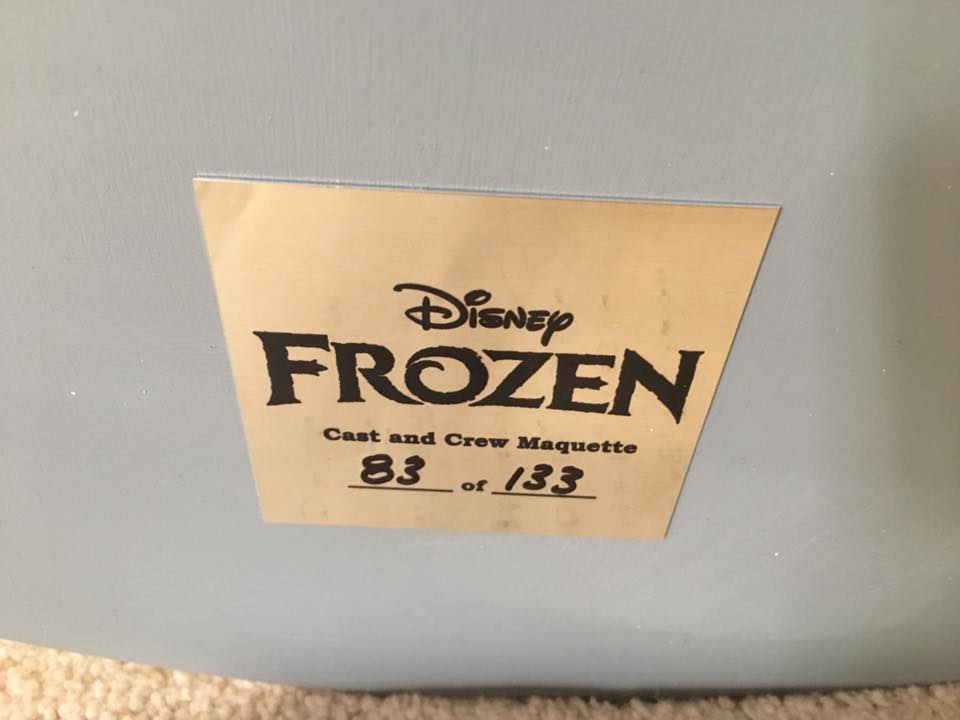 Disney
FROZEN
Cast and Crew Maquette
83 of 133